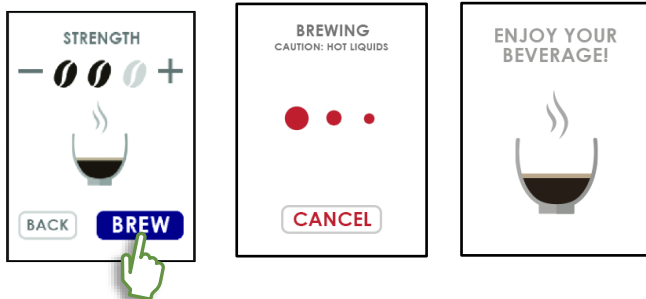 STRENGTH
BACK
BREW
BREWING
CAUTION: HOT LIQUIDS
CANCEL
ENJOY YOUR
BEVERAGE!